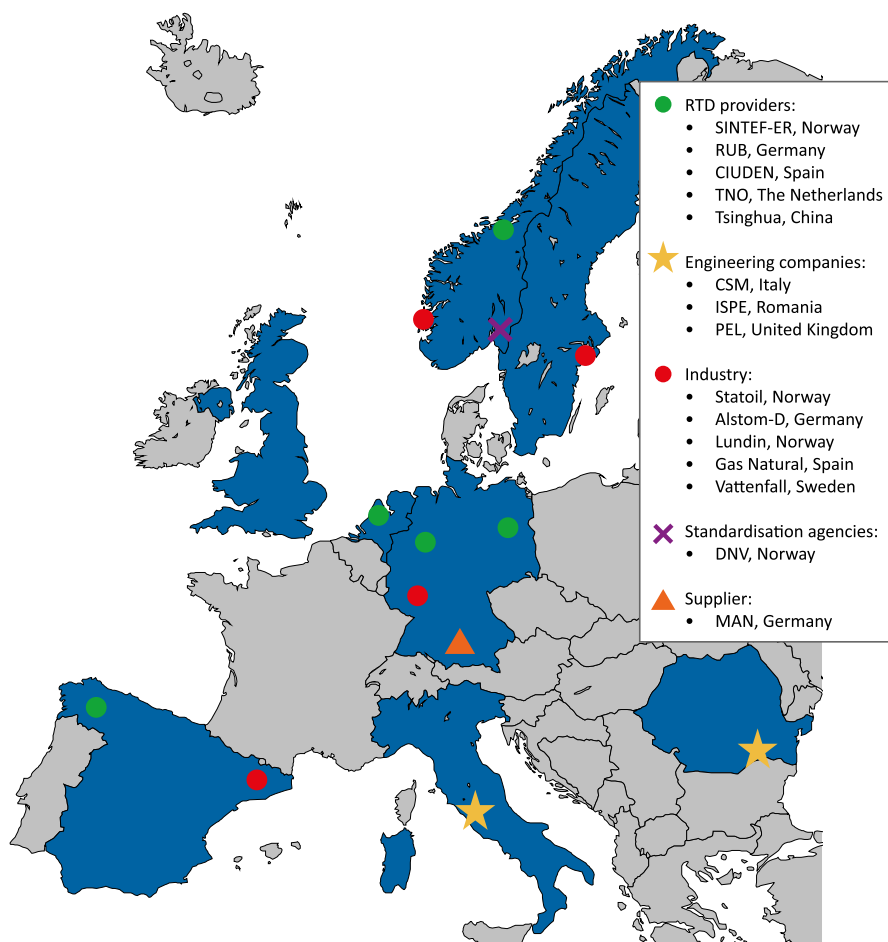 RTD providers:
• SINTEF-ER, Norway
• RUB, Germany
• CIUDEN, Spain
• TNO, The Netherlands
• Tsinghua, China
Engineering companies:
• CSM, Italy
• ISPE, Romania
• PEL, United Kingdom
Industry:
• Statoil, Norway
• Alstom-D, Germany
• Lundin, Norway
• Gas Natural, Spain
• Vattenfall, Sweden
Standardisation agencies:
• DNV, Norway
Supplier:
• MAN, Germany